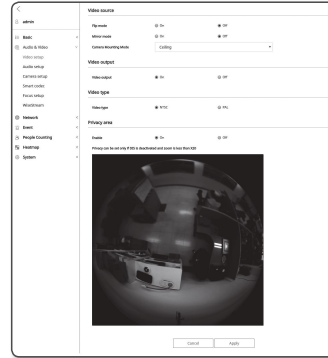 admin
Basic
Audio & Video
Video setup
Audio setup
Camera setup
Smart codec
Focus setup
WiseStream
Network
Event
People Counting
Heatmap
System
Video source
Flip mode On Off
Mirror mode On Off
Camera Mounting Mode Ceiling
Video output
Video output On Off
Video type
Video type NTSC PAL
Privacy area
Enable On Off
Privacy can be set only if DIS is deactivated and zoom is less than X20
Cancel Apply